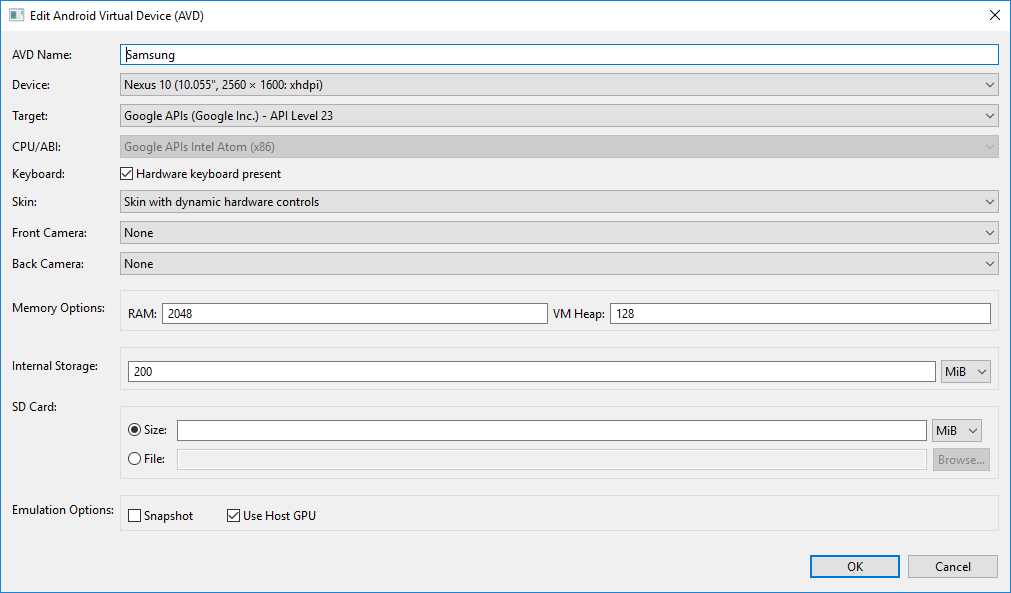 Edit Android Virtual Device (AVD)
AVD Name: Samsung
Device: Nexus 10 (10.055", 2560 × 1600: xhdpi)
Target: Google APIs (Google Inc.) - API Level 23
CPU/ABI: Google APIs Intel Atom (x86)
Keyboard: Hardware keyboard present
Skin: Skin with dynamic hardware controls
Front Camera: None
Back Camera: None
Memory Options: RAM: 2048 VM Heap: 128
Internal Storage: 200 MiB
SD Card:
Size: MiB
File: Browse...
Emulation Options: Snapshot Use Host GPU
OK Cancel